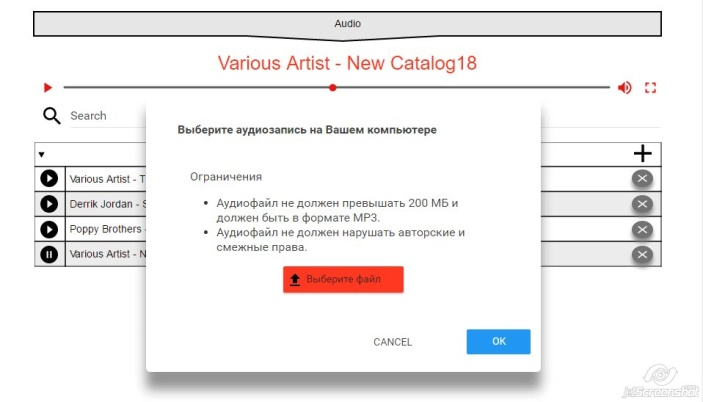 Audio
Various Artist - New Catalog18
Search
Various Artist - T
Derrik Jordan - S
Poppy Brothers -
Various Artist - N
Выберите аудиозапись на Вашем компьютере
Ограничения
Аудиофайл не должен превышать 200 МБ и
должен быть в формате MP3.
Аудиофайл не должен нарушать авторские и
смежные права.
Выберите файл
CANCEL
OK
jetScreenshot